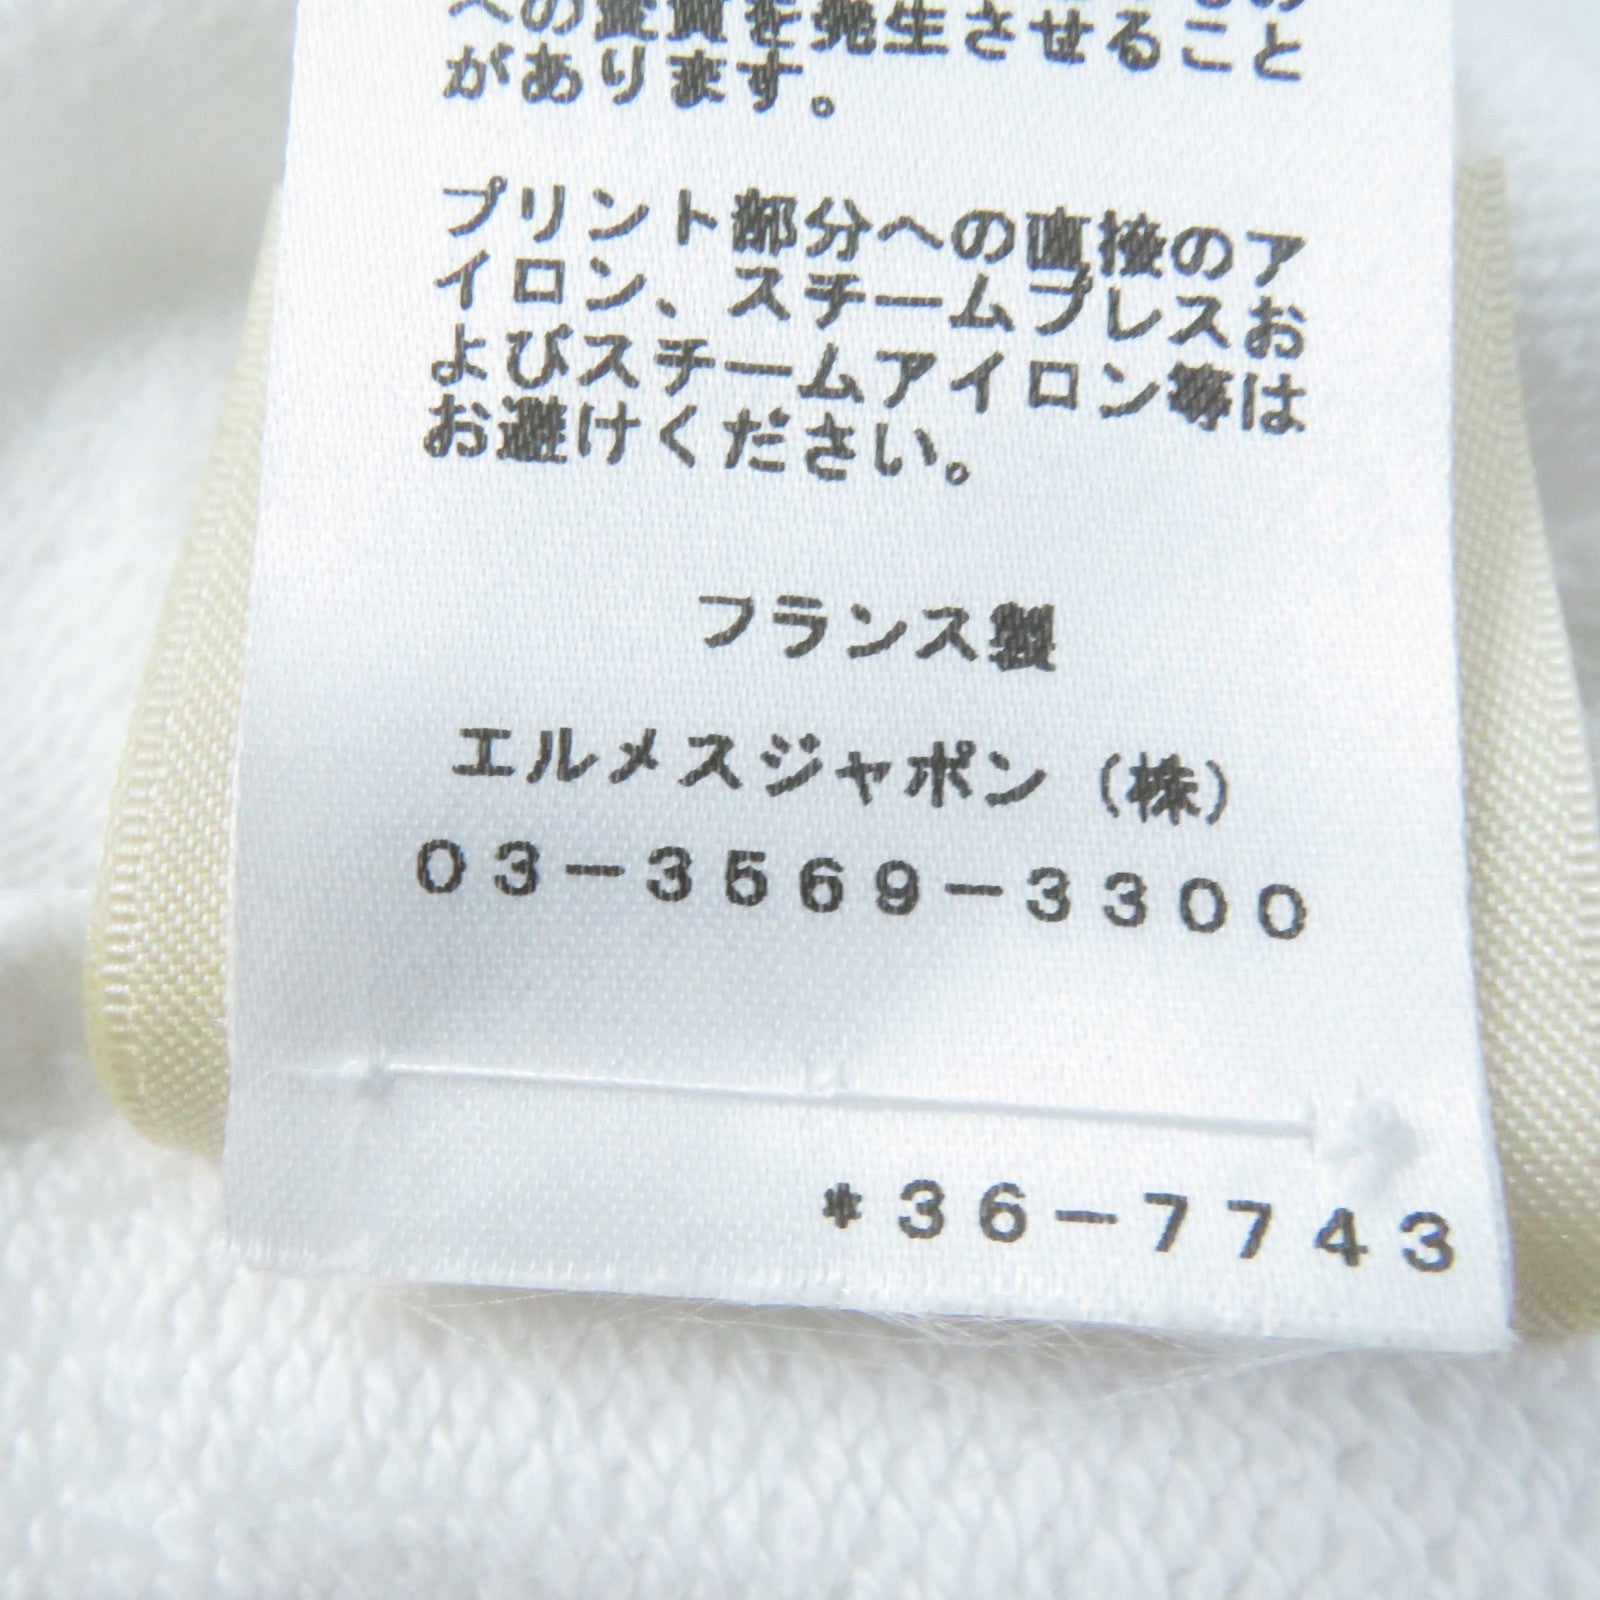 への変質を発生させること
があります。
プリント部分への直接のア
イロン、スチームプレスお
よびスチームアイロン等は
お避けください。
フランス製
エルメスジャポン（株）
03-3569-3300
*36-7743